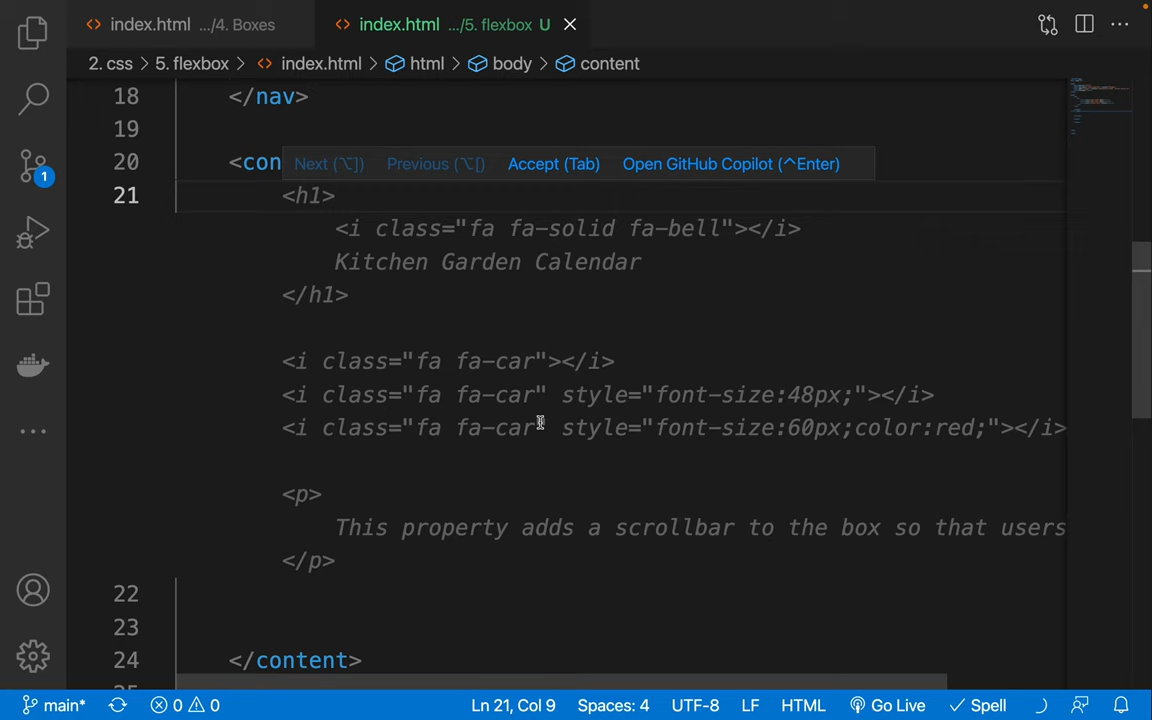 index.html .../4. Boxes
index.html .../5. flexbox U
2. css > 5. flexbox > index.html > html > body > content
18 </nav>
19
20 <con
Next (⌥]) Previous (⌥[) Accept (Tab) Open GitHub Copilot (^Enter)
21 <h1>
<i class="fa fa-solid fa-bell"></i>
Kitchen Garden Calendar
</h1>
<i class="fa fa-car"></i>
<i class="fa fa-car" style="font-size:48px;"></i>
<i class="fa fa-car" style="font-size:60px;color:red;"></i>
<p>
This property adds a scrollbar to the box so that users
</p>
22
23
24 </content>
1
main* 0 0 Ln 21, Col 9 Spaces: 4 UTF-8 LF HTML Go Live Spell